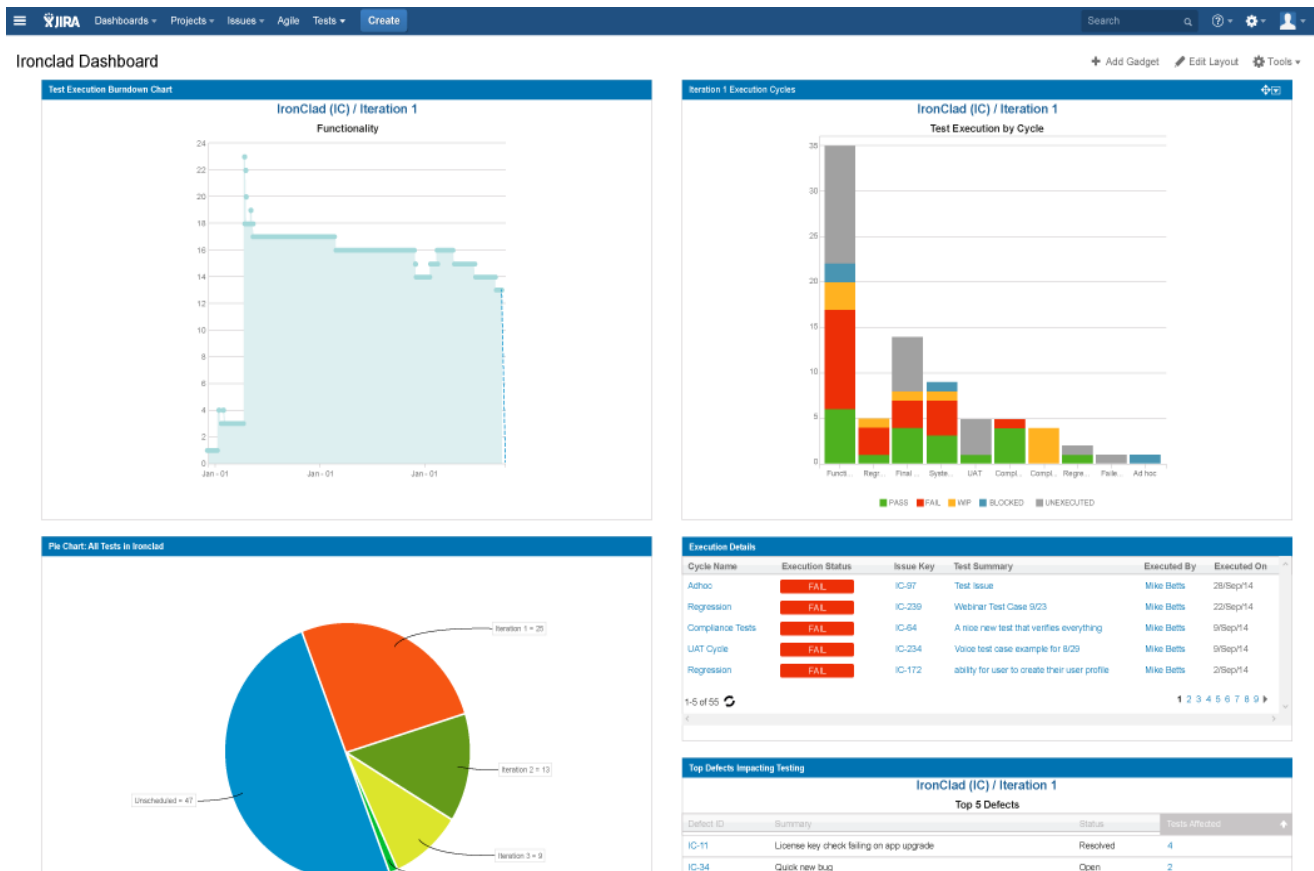 JIRA Dashboards Projects Issues Agile Tests Create Search
Ironclad Dashboard
Add Gadget Edit Layout Tools
Test Execution Burndown Chart
IronClad (IC) / Iteration 1
Functionality
24
22
20
18
16
14
12
10
8
6
4
2
0
Jan - 01 Jan - 01 Jan - 01
Iteration 1 Execution Cycles
IronClad (IC) / Iteration 1
Test Execution by Cycle
35
30
25
20
15
10
5
0
Functi... Regr... Final ... Syste... UAT Compl... Compl... Regre... Faile... Ad hoc
PASS FAIL WIP BLOCKED UNEXECUTED
Pie Chart: All Tests in Ironclad
Iteration 1 = 25
Iteration 2 = 13
Unscheduled = 47
Iteration 3 = 9
Execution Details
Cycle Name Execution Status Issue Key Test Summary Executed By Executed On
Adhoc FAIL IC-97 Test Issue Mike Betts 28/Sep/14
Regression FAIL IC-239 Webinar Test Case 9/23 Mike Betts 22/Sep/14
Compliance Tests FAIL IC-64 A nice new test that verifies everything Mike Betts 9/Sep/14
UAT Cycle FAIL IC-234 Voice test case example for 8/29 Mike Betts 9/Sep/14
Regression FAIL IC-172 ability for user to create their user profile Mike Betts 2/Sep/14
1-5 of 55 1 2 3 4 5 6 7 8 9
Top Defects Impacting Testing
IronClad (IC) / Iteration 1
Top 5 Defects
Defect ID Summary Status Tests Affected
IC-11 License key check failing on app upgrade Resolved 4
IC-34 Quick new bug Open 2